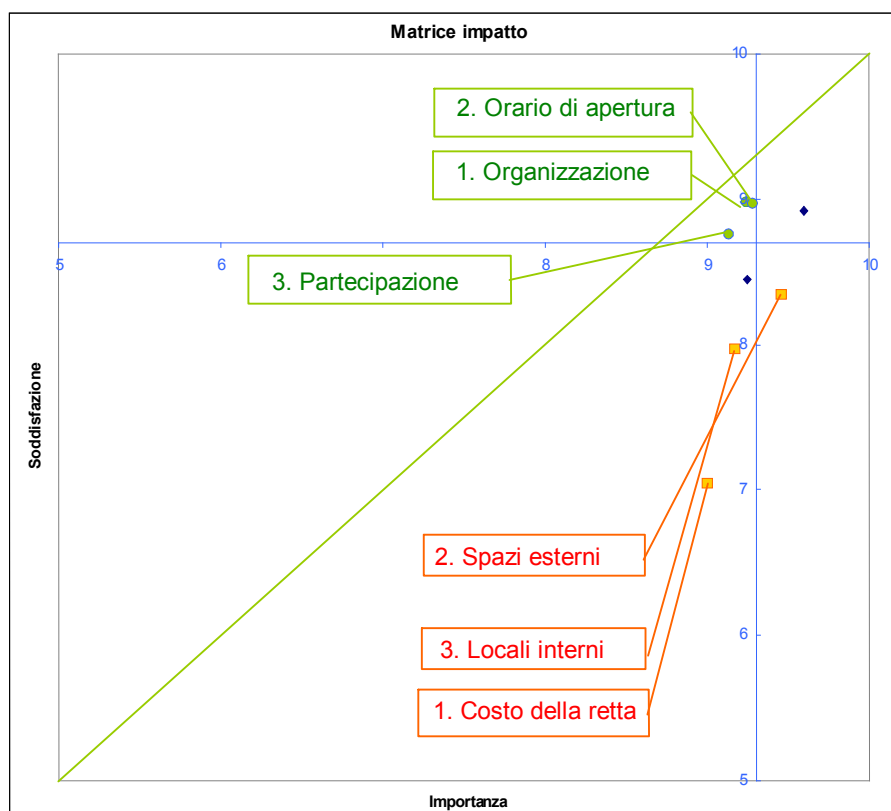 Matrice impatto
10
2. Orario di apertura
1. Organizzazione
9
5
6
8
9
10
3. Partecipazione
8
Soddisfazione
7
2. Spazi esterni
6
3. Locali interni
1. Costo della retta
5
Importanza